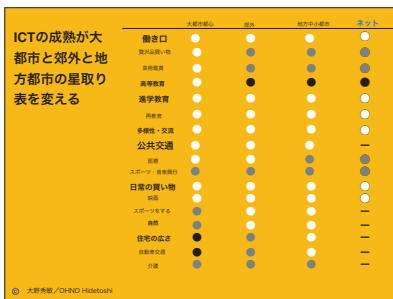 ICTの成熟が大
都市と郊外と地
方都市の星取り
表を変える
大都市都心 郊外 地方中小都市 ネット
働き口
贅沢品買い物
美術鑑賞
高等教育
進学教育
再教育
多様性・交流
公共交通 —
医療
スポーツ・音楽興行
日常の買い物
映画
スポーツをする —
自然 —
住宅の広さ —
自動車交通 —
介護 —
© 大野秀敏/OHNO Hidetoshi